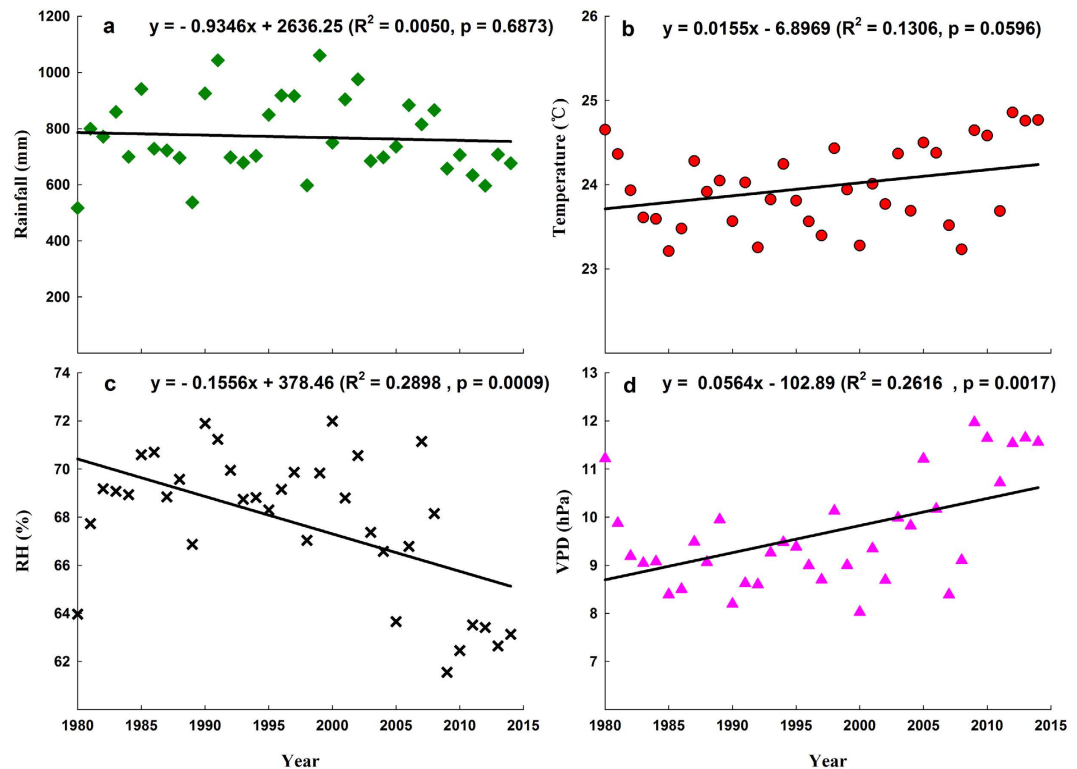 a y = - 0.9346x + 2636.25 (R² = 0.0050, p = 0.6873)
1200
1000
800
600
400
200
Rainfall (mm)
b y = 0.0155x - 6.8969 (R² = 0.1306, p = 0.0596)
26
25
24
23
Temperature (℃)
c y = - 0.1556x + 378.46 (R² = 0.2898 , p = 0.0009)
74
72
70
68
66
64
62
RH (%)
1980 1985 1990 1995 2000 2005 2010 2015
Year
d y = 0.0564x - 102.89 (R² = 0.2616 , p = 0.0017)
13
12
11
10
9
8
7
VPD (hPa)
1980 1985 1990 1995 2000 2005 2010 2015
Year